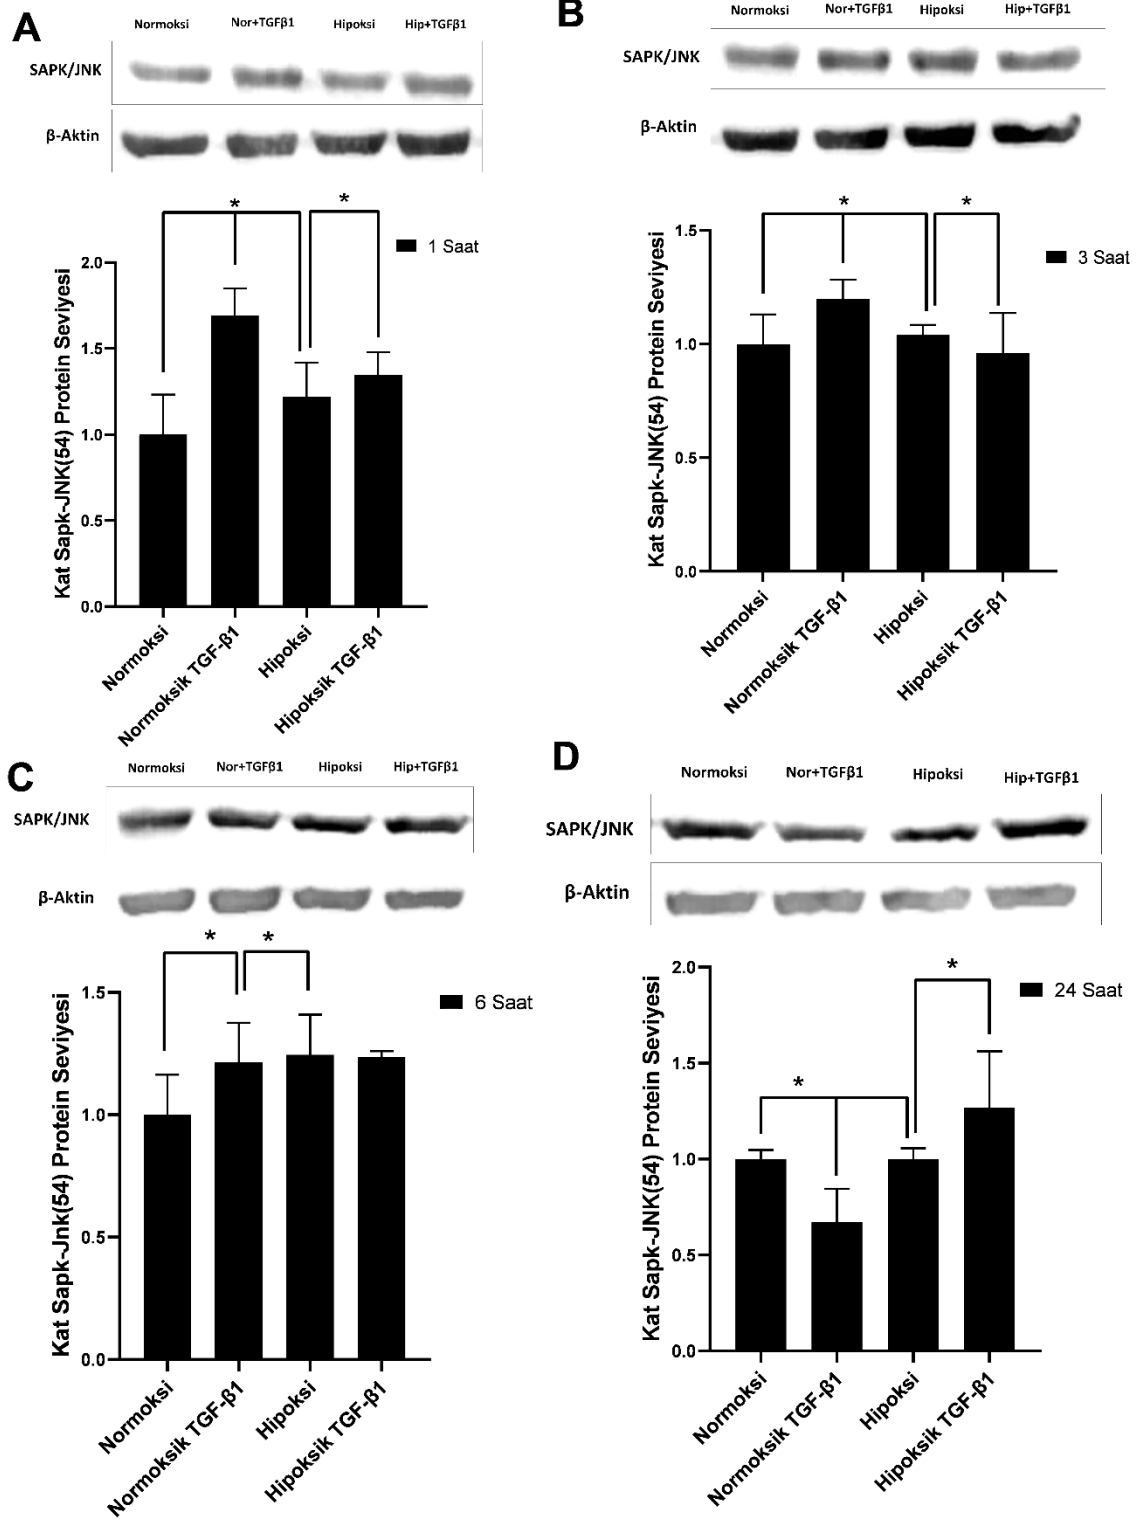 A
Normoksi Nor+TGFβ1 Hipoksi Hip+TGFβ1
SAPK/JNK
β-Aktin
* *
1 Saat
Kat Sapk-JNK(54) Protein Seviyesi
2.0
1.5
1.0
0.5
0.0
Normoksi
Normoksik TGF-β1
Hipoksi
Hipoksik TGF-β1
B
Normoksi Nor+TGFβ1 Hipoksi Hip+TGFβ1
SAPK/JNK
β-Aktin
* *
3 Saat
Kat Sapk-JNK(54) Protein Seviyesi
1.5
1.0
0.5
0.0
Normoksi
Normoksik TGF-β1
Hipoksi
Hipoksik TGF-β1
C
Normoksi Nor+TGFβ1 Hipoksi Hip+TGFβ1
SAPK/JNK
β-Aktin
* *
6 Saat
Kat Sapk-Jnk(54) Protein Seviyesi
1.5
1.0
0.5
0.0
Normoksi
Normoksik TGF-β1
Hipoksi
Hipoksik TGF-β1
D
Normoksi Nor+TGFβ1 Hipoksi Hip+TGFβ1
SAPK/JNK
β-Aktin
* *
24 Saat
Kat Sapk-JNK(54) Protein Seviyesi
2.0
1.5
1.0
0.5
0.0
Normoksi
Normoksik TGF-β1
Hipoksi
Hipoksik TGF-β1